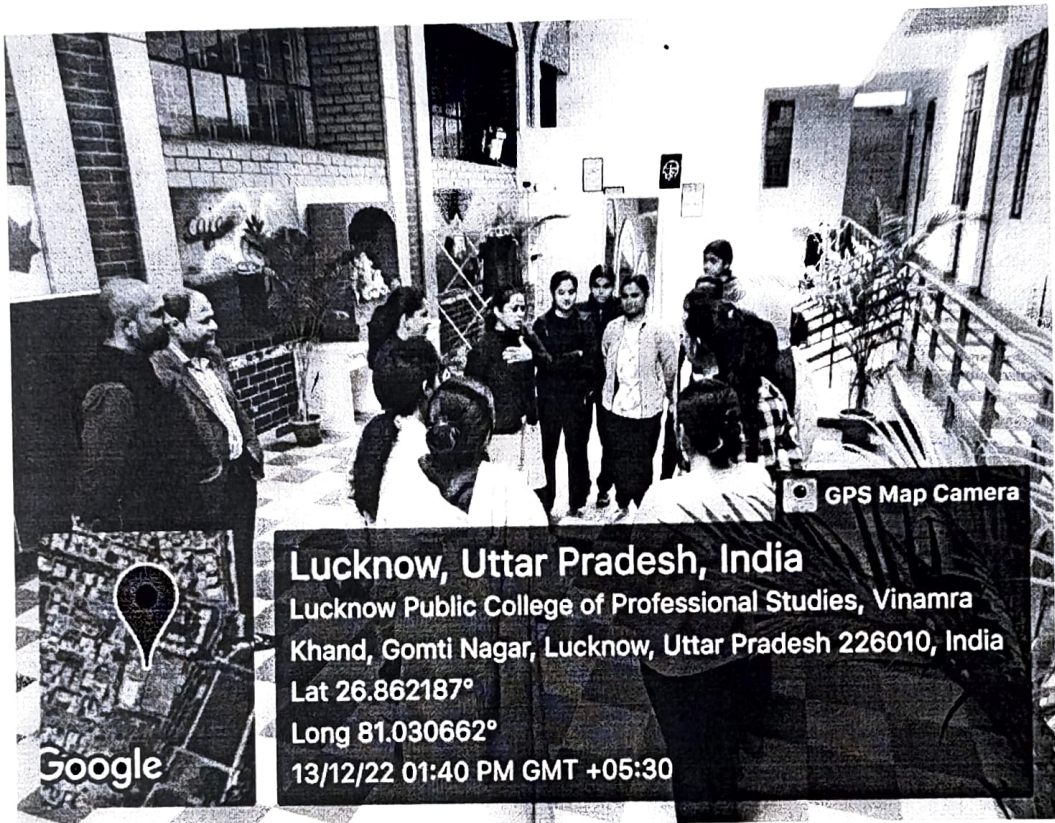 GPS Map Camera
Lucknow, Uttar Pradesh, India
Lucknow Public College of Professional Studies, Vinamra
Khand, Gomti Nagar, Lucknow, Uttar Pradesh 226010, India
Lat 26.862187°
Long 81.030662°
13/12/22 01:40 PM GMT +05:30
Google